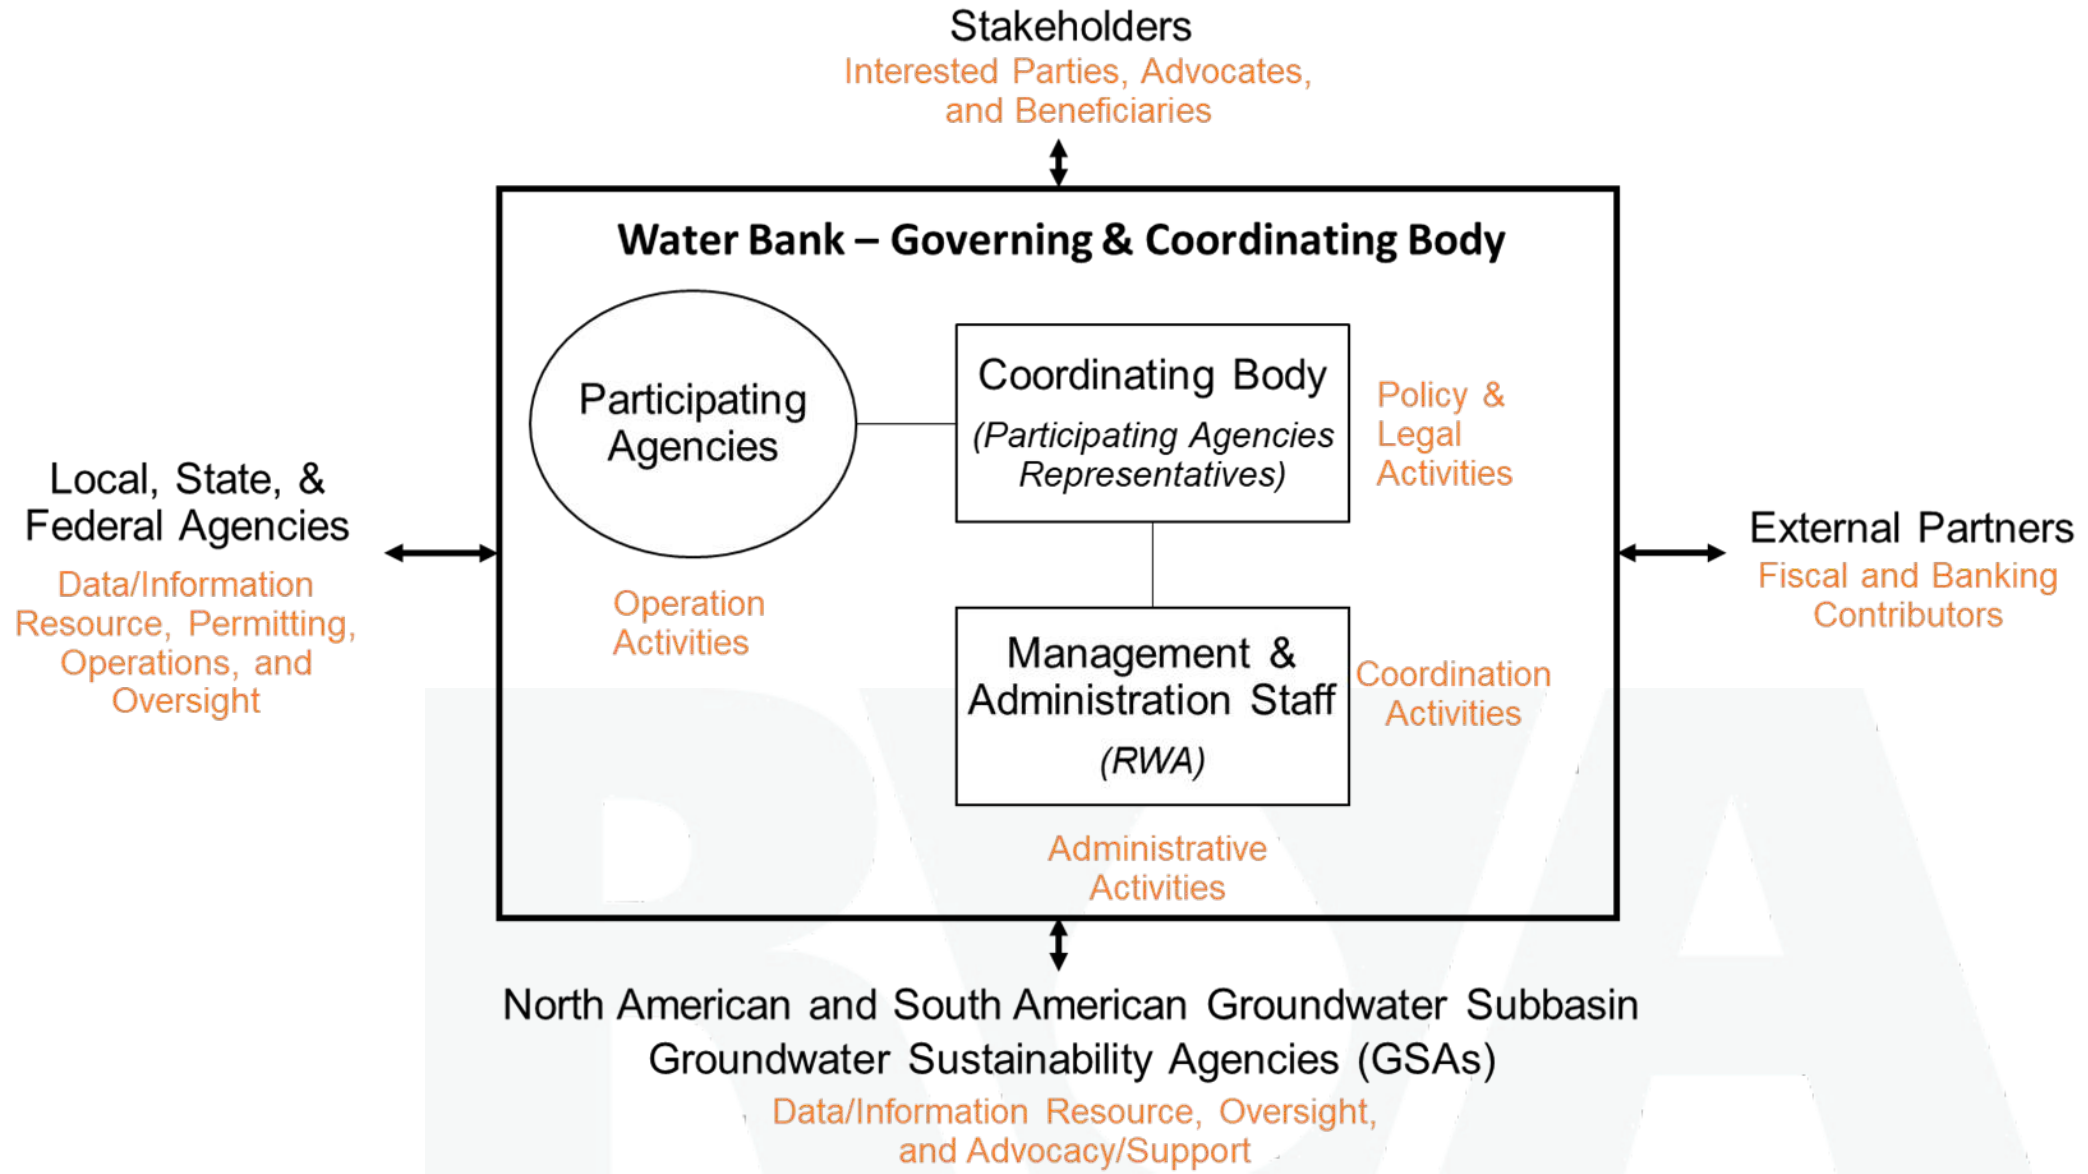 Stakeholders
Interested Parties, Advocates,
and Beneficiaries
Water Bank – Governing & Coordinating Body
Participating
Agencies
Operation
Activities
Coordinating Body
(Participating Agencies
Representatives)
Policy &
Legal
Activities
Management &
Administration Staff
(RWA)
Coordination
Activities
Administrative
Activities
Local, State, &
Federal Agencies
Data/Information
Resource, Permitting,
Operations, and
Oversight
External Partners
Fiscal and Banking
Contributors
North American and South American Groundwater Subbasin
Groundwater Sustainability Agencies (GSAs)
Data/Information Resource, Oversight,
and Advocacy/Support
RWA